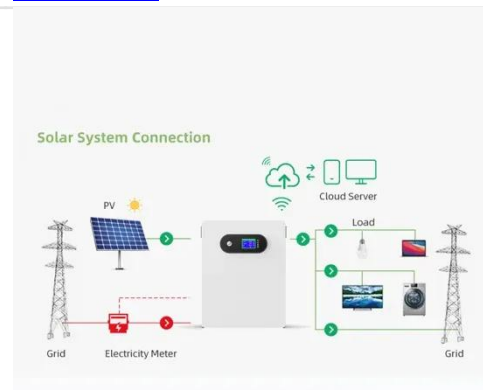 Solar System Connection
Cloud Server
PV
Load
Grid
Electricity Meter
Grid